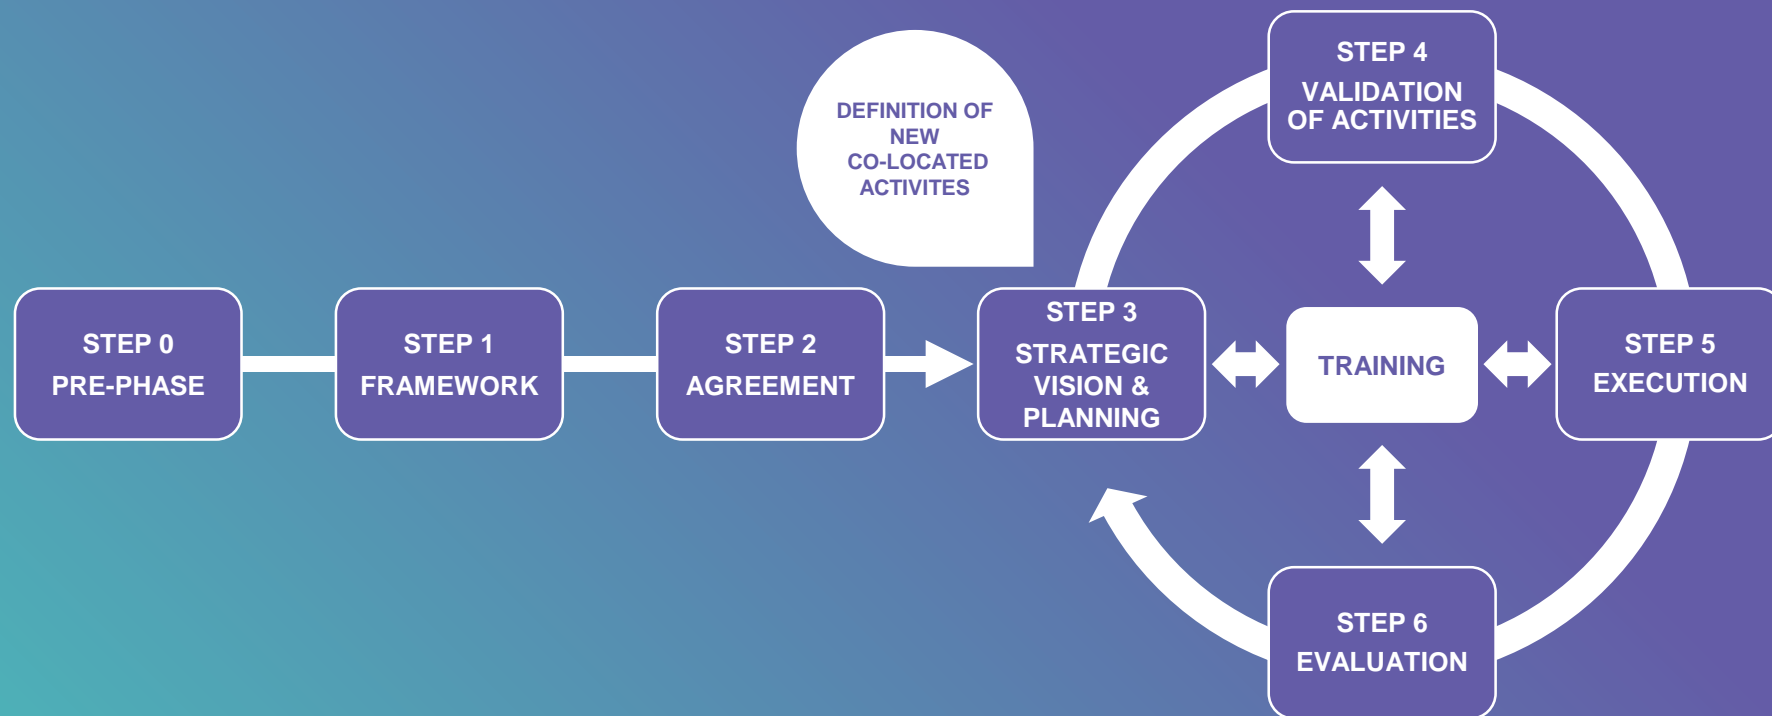 STEP 0
PRE-PHASE
STEP 1
FRAMEWORK
STEP 2
AGREEMENT
DEFINITION OF
NEW
CO-LOCATED
ACTIVITES
STEP 3
STRATEGIC
VISION &
PLANNING
STEP 4
VALIDATION
OF ACTIVITIES
TRAINING
STEP 5
EXECUTION
STEP 6
EVALUATION